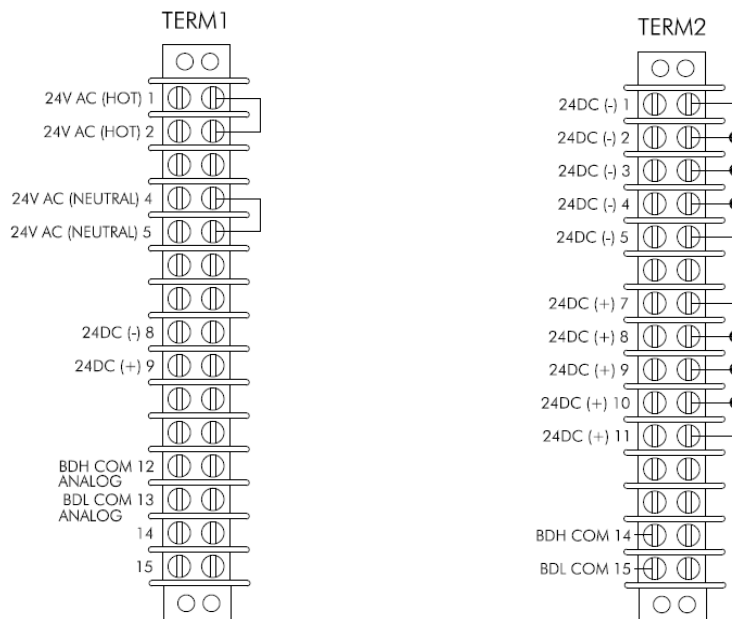 TERM1
24V AC (HOT) 1
24V AC (HOT) 2
24V AC (NEUTRAL) 4
24V AC (NEUTRAL) 5
24DC (-) 8
24DC (+) 9
BDH COM 12
ANALOG
BDL COM 13
ANALOG
14
15
TERM2
24DC (-) 1
24DC (-) 2
24DC (-) 3
24DC (-) 4
24DC (-) 5
24DC (+) 7
24DC (+) 8
24DC (+) 9
24DC (+) 10
24DC (+) 11
BDH COM 14
BDL COM 15